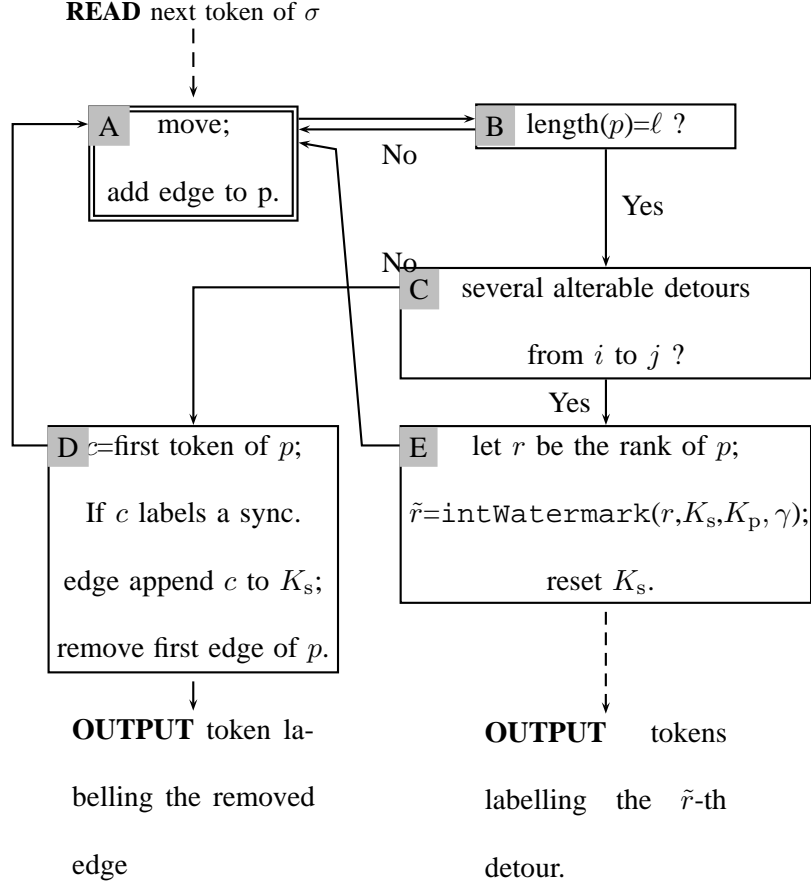 READ next token of σ
A
move;
add edge to p.
B
length(p)=ℓ ?
No
Yes
No
C
several alterable detours
from i to j ?
Yes
D
c=first token of p;
If c labels a sync.
edge append c to Kₛ;
remove first edge of p.
E
let r be the rank of p;
r̃=intWatermark(r,Kₛ,Kₚ, γ);
reset Kₛ.
OUTPUT token la-
belling the removed
edge
OUTPUT tokens
labelling the r̃-th
detour.